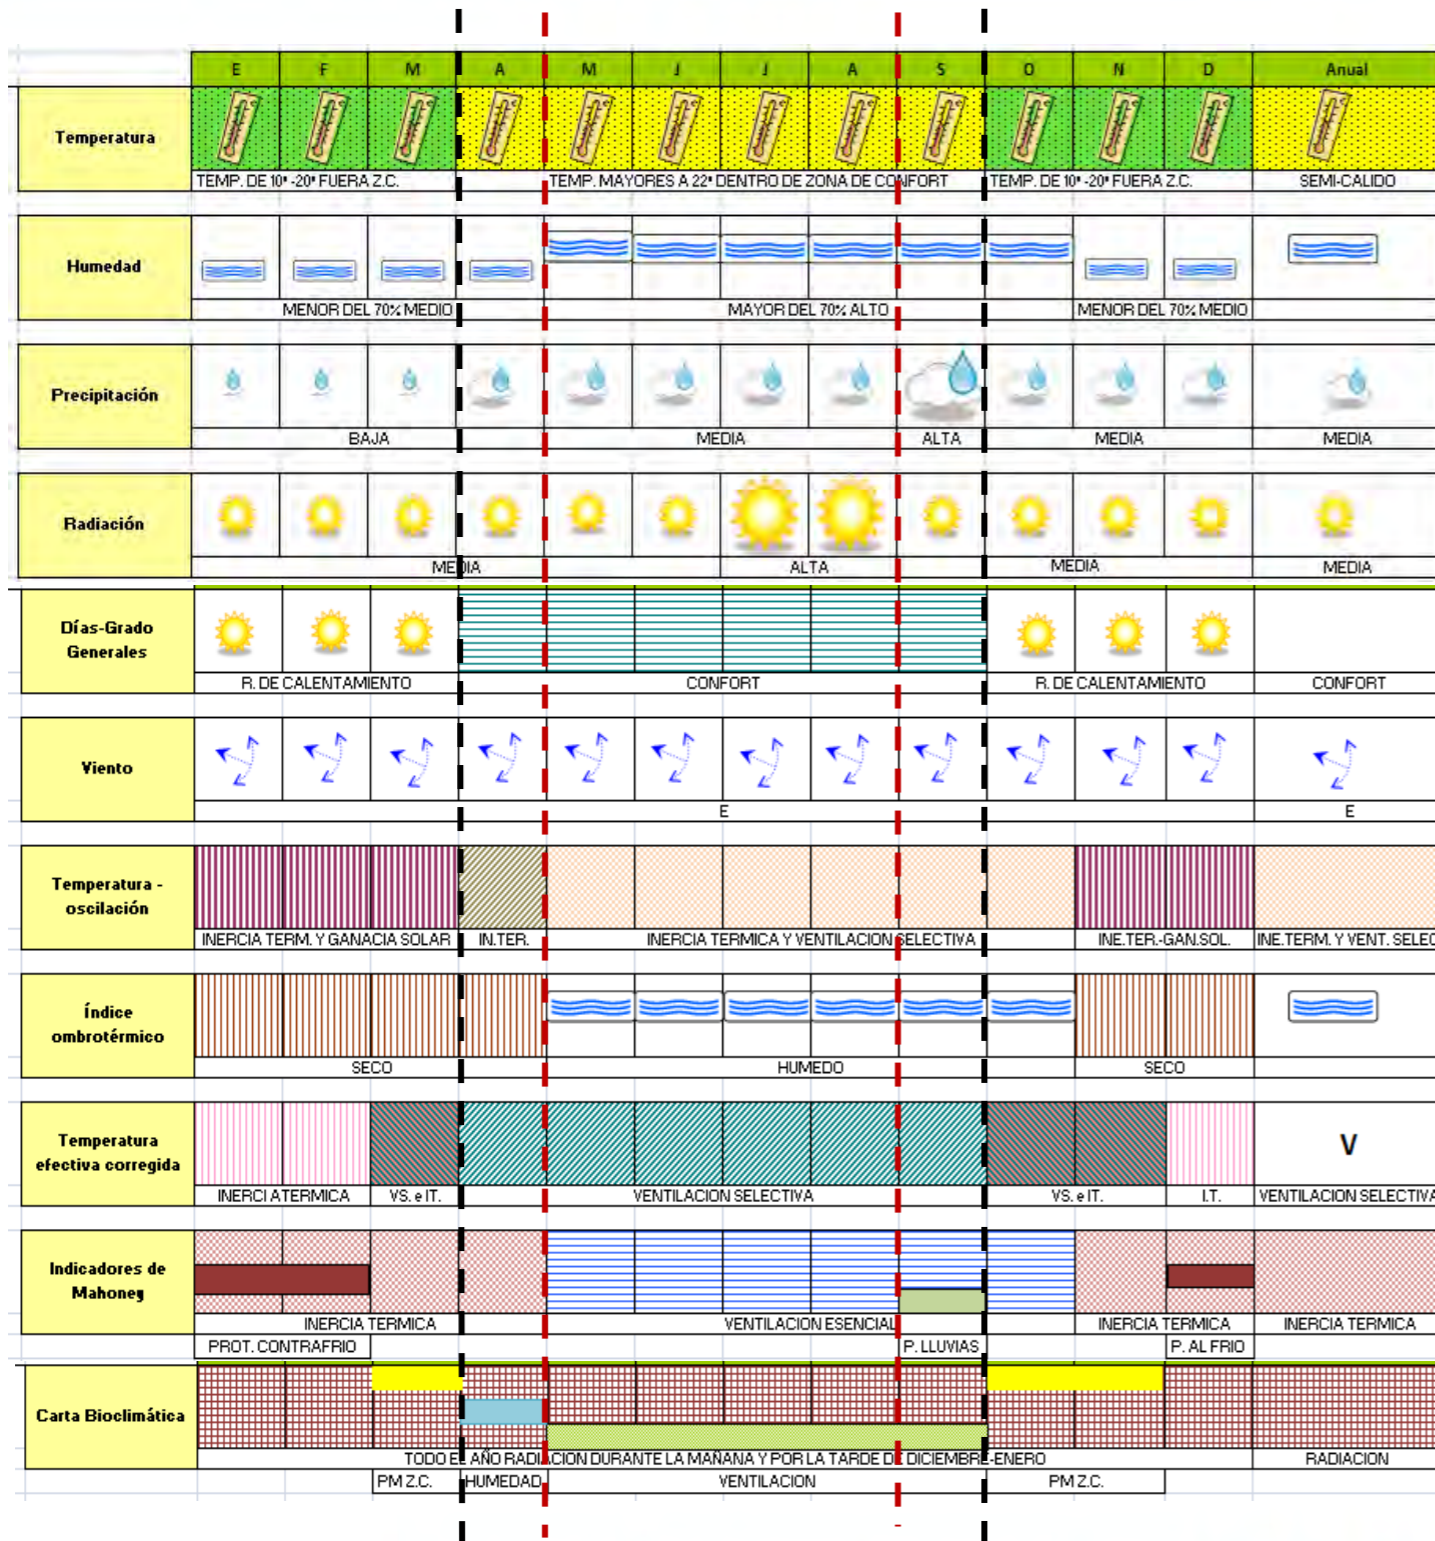 E F M A M J J A S O N D Anual
Temperatura
TEMP. DE 10º -20º FUERA Z.C. TEMP. MAYORES A 22º DENTRO DE ZONA DE CONFORT TEMP. DE 10º -20º FUERA Z.C. SEMI-CALIDO
Humedad
MENOR DEL 70% MEDIO MAYOR DEL 70% ALTO MENOR DEL 70% MEDIO
Precipitación
BAJA MEDIA ALTA MEDIA MEDIA
Radiación
MEDIA ALTA MEDIA MEDIA
Días-Grado
Generales
R. DE CALENTAMIENTO CONFORT R. DE CALENTAMIENTO CONFORT
Viento
E E
Temperatura -
oscilación
INERCIA TERM. Y GANACIA SOLAR IN.TER. INERCIA TERMICA Y VENTILACION SELECTIVA INE.TER.-GAN.SOL. INE.TERM. Y VENT. SELEC
Índice
ombrotérmico
SECO HUMEDO SECO
Temperatura
efectiva corregida
V
INERCI ATERMICA VS. e IT. VENTILACION SELECTIVA VS. e IT. I.T. VENTILACION SELECTIVA
Indicadores de
Mahoney
INERCIA TERMICA VENTILACION ESENCIAL INERCIA TERMICA INERCIA TERMICA
PROT. CONTRAFRIO P. LLUVIAS P. AL FRIO
Carta Bioclimática
TODO EL AÑO RADIACION DURANTE LA MAÑANA Y POR LA TARDE DE DICIEMBRE-ENERO RADIACION
PM Z.C. HUMEDAD VENTILACION PM Z.C.